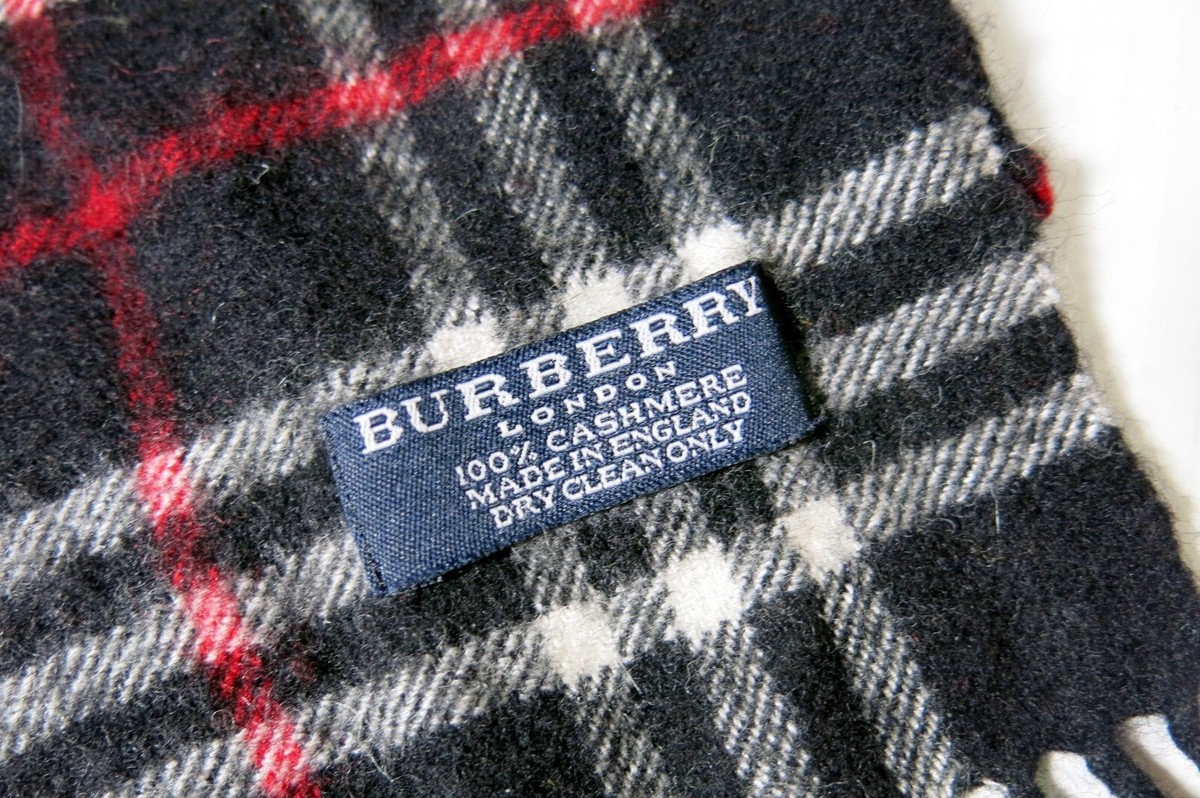 BURBERRY
LONDON
100% CASHMERE
MADE IN ENGLAND
DRY CLEAN ONLY